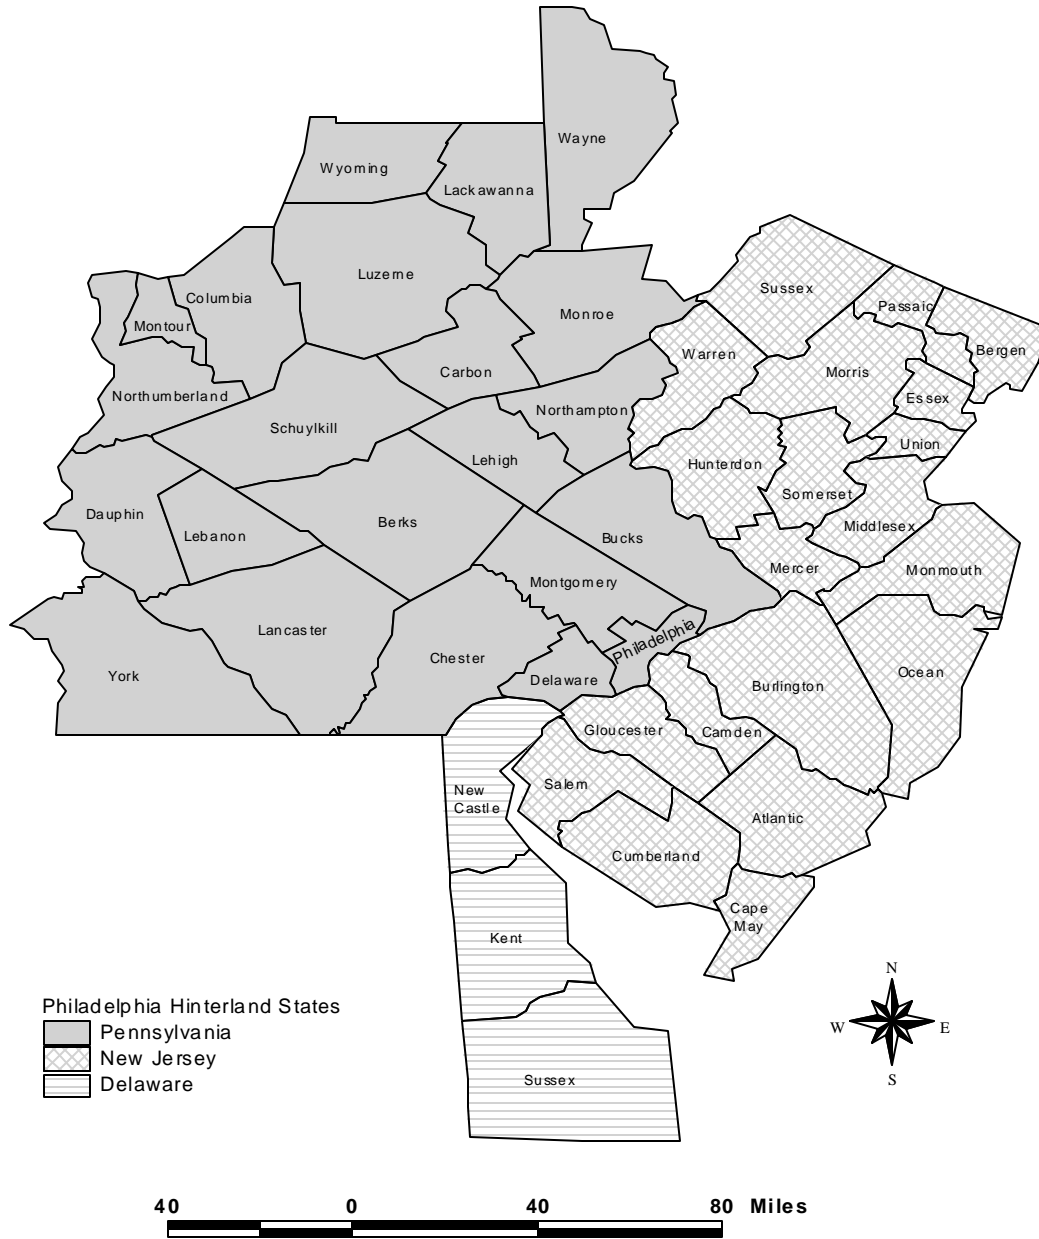 Wayne
Wyoming
Lackawanna
Luzerne
Columbia
Sussex
Passaic
Monroe
Montour
Bergen
Warren
Carbon
Morris
Northumberland
Essex
Northampton
Schuylkill
Union
Lehigh
Hunterdon
Somerset
Dauphin
Berks
Middlesex
Lebanon
Bucks
Mercer
Monmouth
Montgomery
Lancaster
Philadelphia
Chester
York
Delaware
Ocean
Burlington
Gloucester
Camden
Salem
New
Castle
Atlantic
Cumberland
Cape
May
Kent
N
W
E
S
Philadelphia Hinterland States
Pennsylvania
New Jersey
Delaware
Sussex
40 0 40 80 Miles